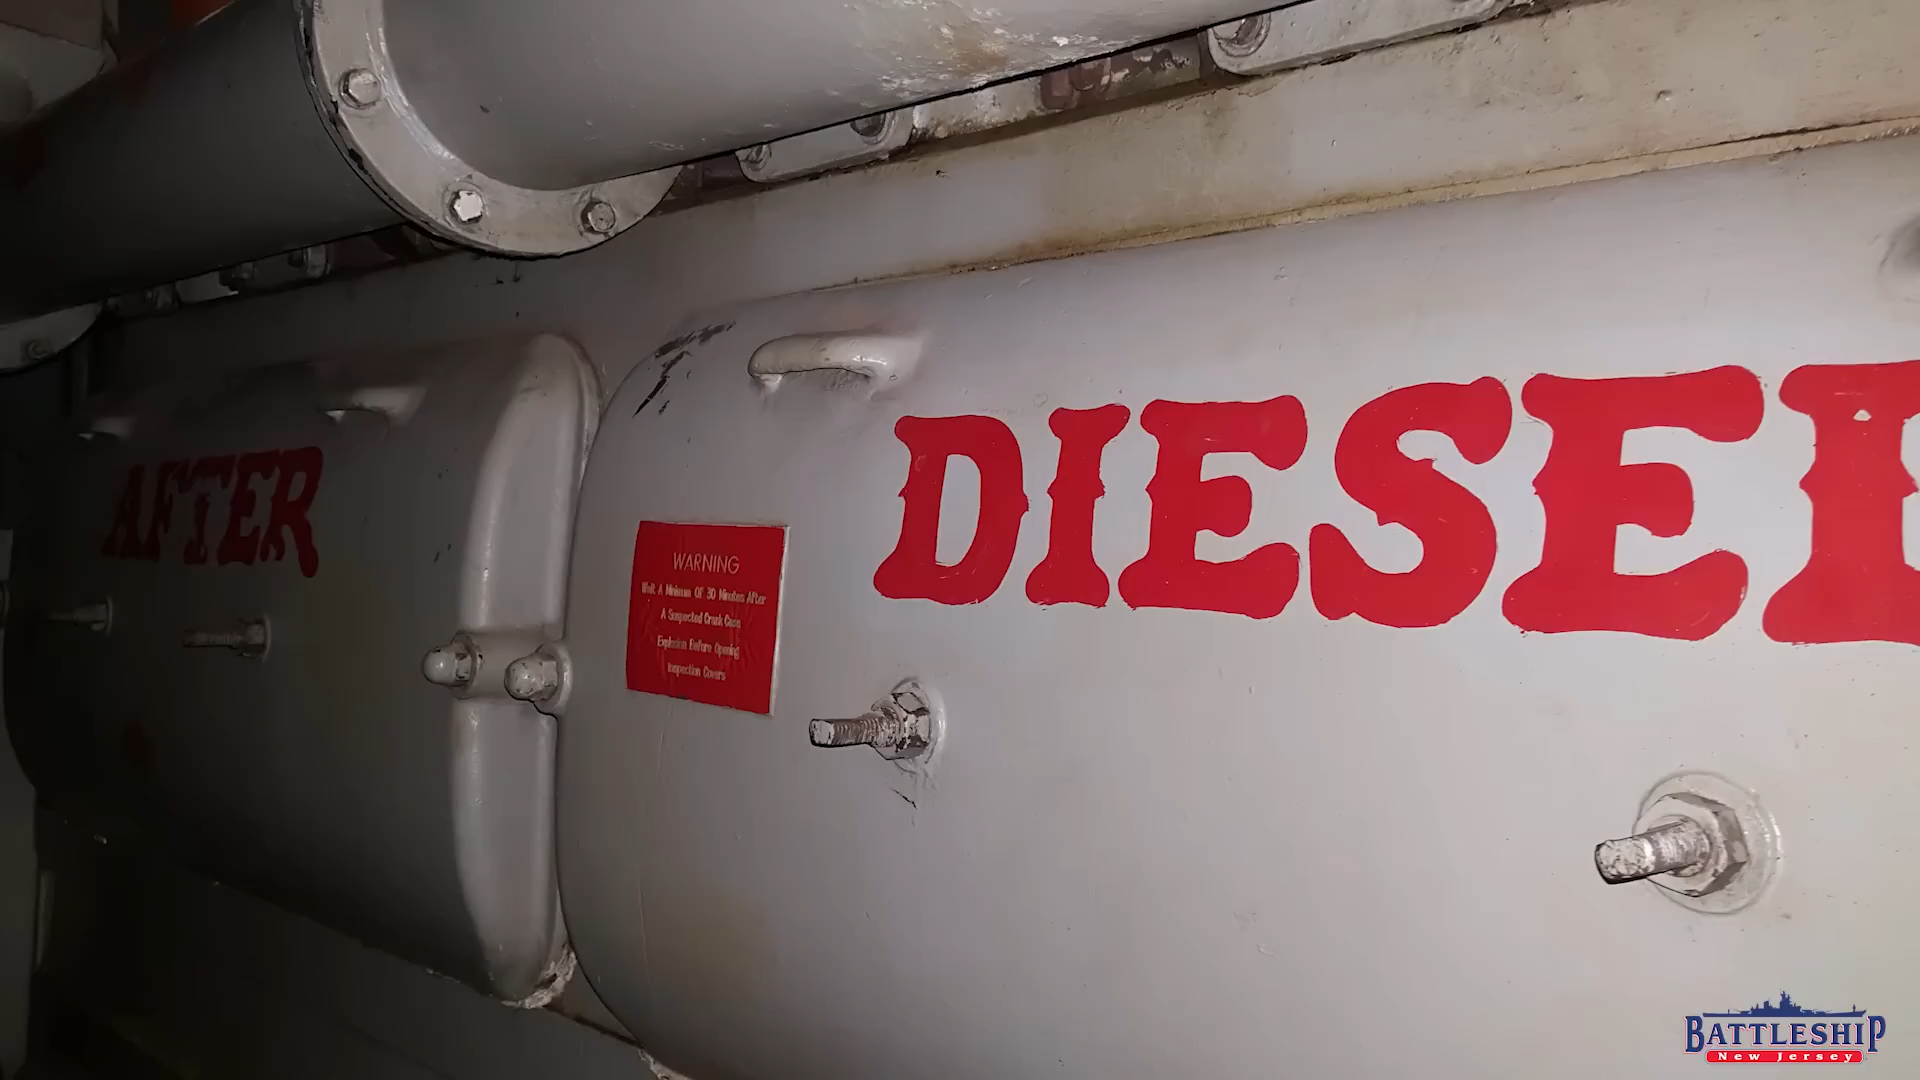 AFTER
DIESEL
WARNING
Wait A Minimum Of 30 Minutes After
A Suspected Crank Case
Explosion Before Opening
Inspection Covers
BATTLESHIP
New Jersey